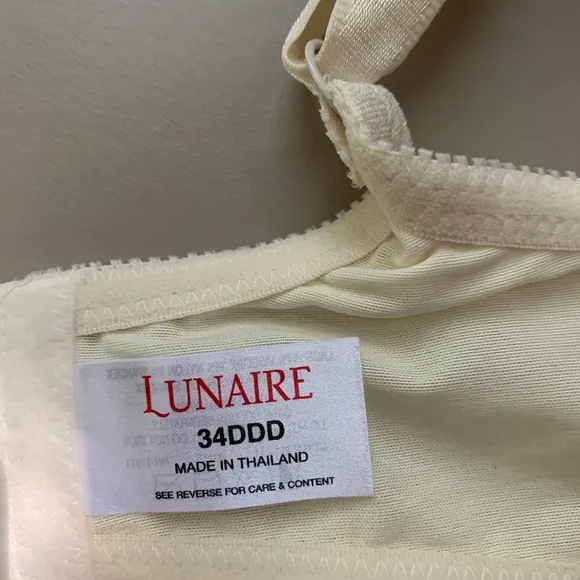 LUNAIRE
34DDD
MADE IN THAILAND
SEE REVERSE FOR CARE & CONTENT